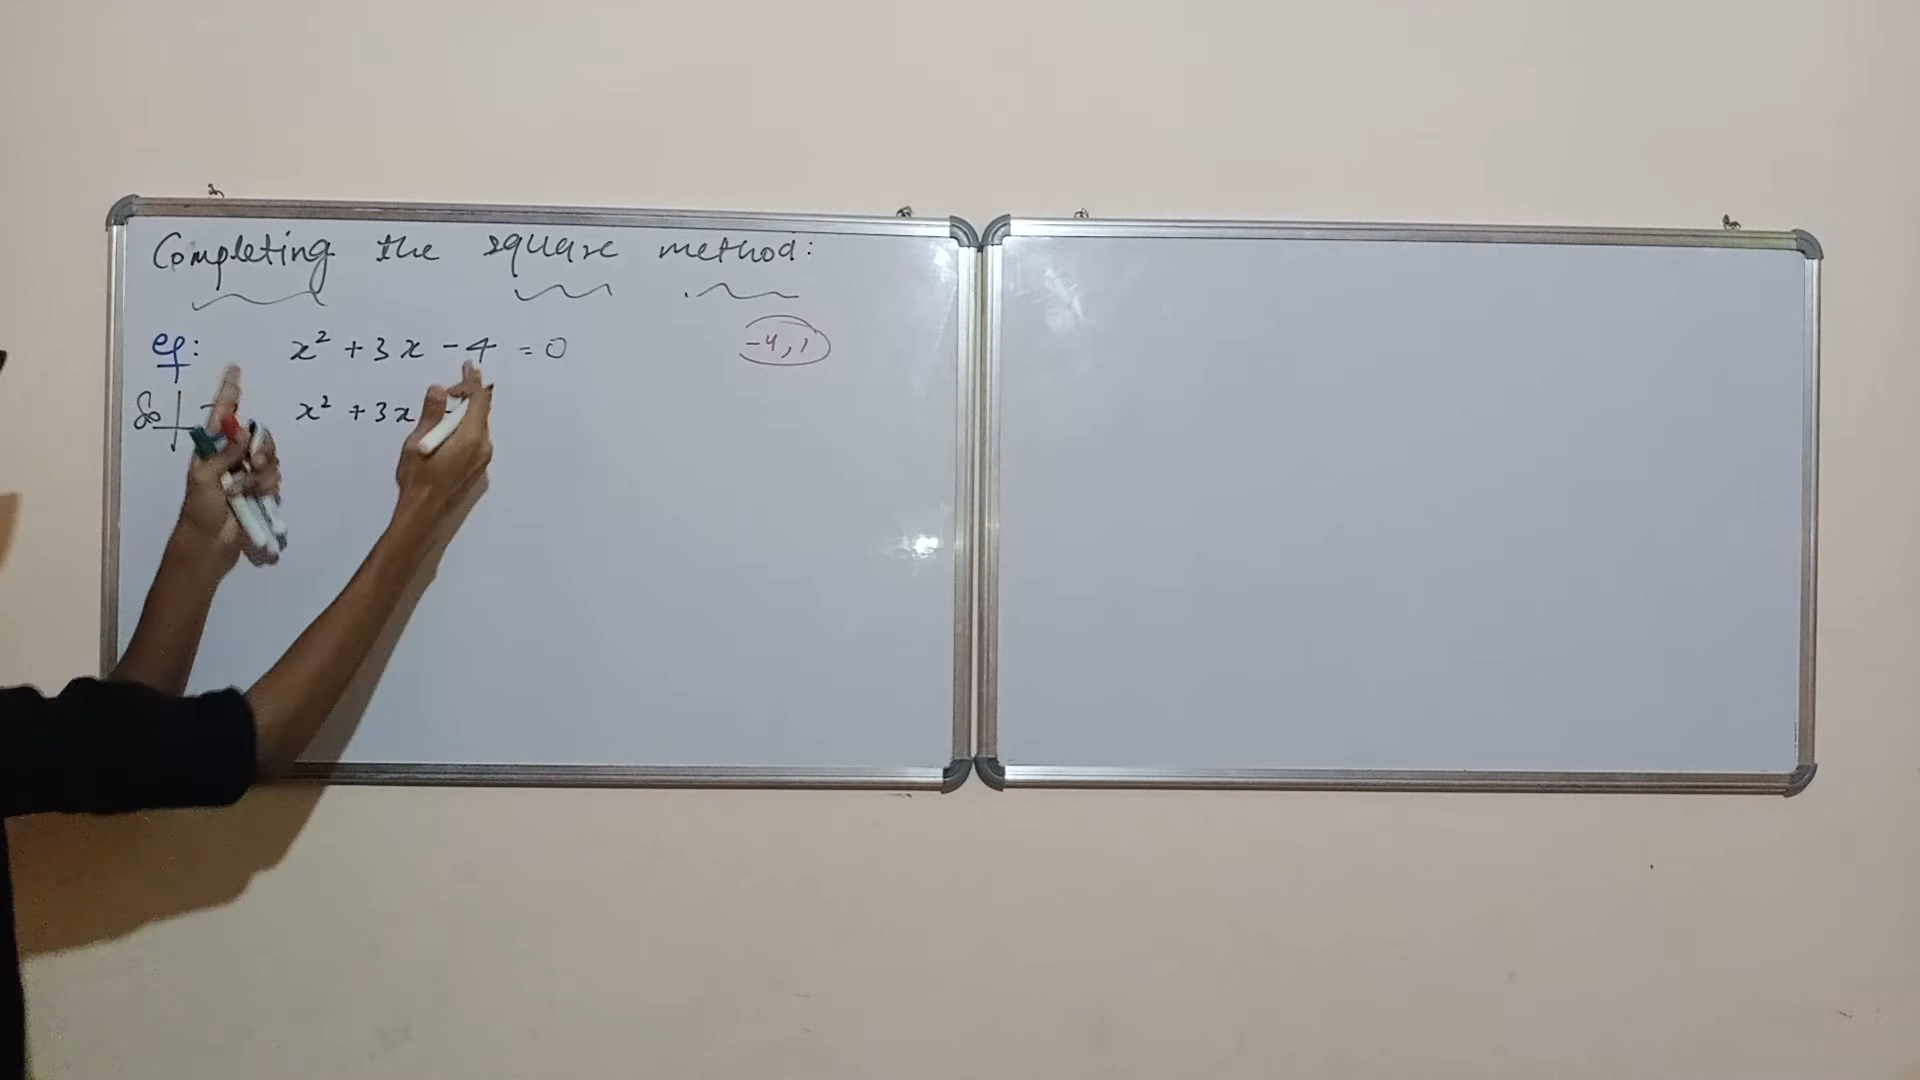 Completing the square method:
eg: x² + 3x - 4 = 0 -4, 1
x² + 3x